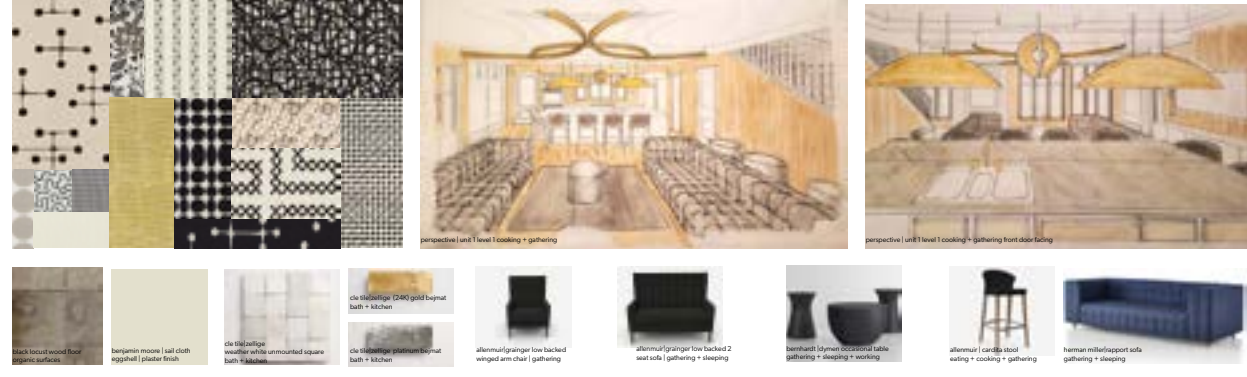 perspective | unit 1 level 1 cooking + gathering
perspective | unit 1 level 1 cooking + gathering front door facing
black locust wood floor
organic surfaces
benjamin moore | sail cloth
eggshell | plaster finish
cle tile|zellige
weather white unmounted square
bath + kitchen
cle tile|zellige (24K) gold bejmat
bath + kitchen
cle tile|zellige platinum bejmat
bath + kitchen
allenmuir|grainger low backed
winged arm chair | gathering
allenmuir|grainger low backed 2
seat sofa | gathering + sleeping
bernhardt |dymen occasional table
gathering + sleeping + working
allenmuir | cardita stool
eating + cooking + gathering
herman miller|rapport sofa
gathering + sleeping